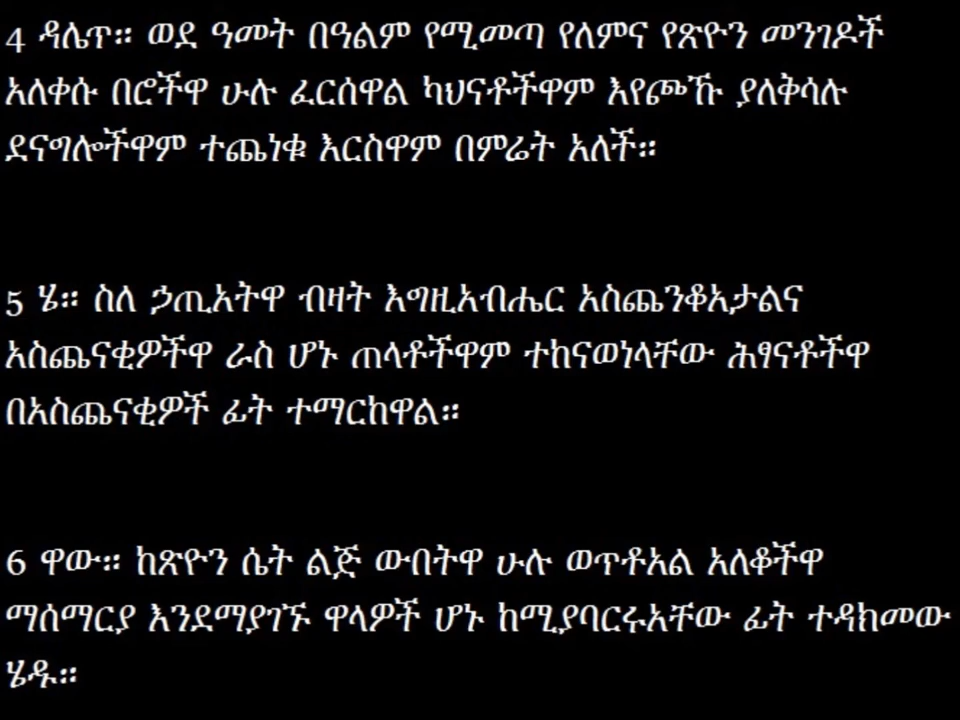 4 ዳሌጥ። ወደ ዓመት በዓልም የሚመጣ የለምና የጽዮን መንገዶች
አለቀሱ በሮችዋ ሁሉ ፈርሰዋል ካህናቶችዋም እየጮኹ ያለቅሳሉ
ደናግሎችዋም ተጨነቁ እርስዋም በምሬት አለች።
5 ሄ። ስለ ኃጢአትዋ ብዛት እግዚአብሔር አስጨንቆአታልና
አስጨናቂዎችዋ ራስ ሆኑ ጠላቶችዋም ተከናወነላቸው ሕፃናቶችዋ
በአስጨናቂዎች ፊት ተማርከዋል።
6 ዋው። ከጽዮን ሴት ልጅ ውበትዋ ሁሉ ወጥቶአል አለቆችዋ
ማሰማርያ እንደማያገኙ ዋላዎች ሆኑ ከሚያባርሩአቸው ፊት ተዳክመው
ሄዱ።